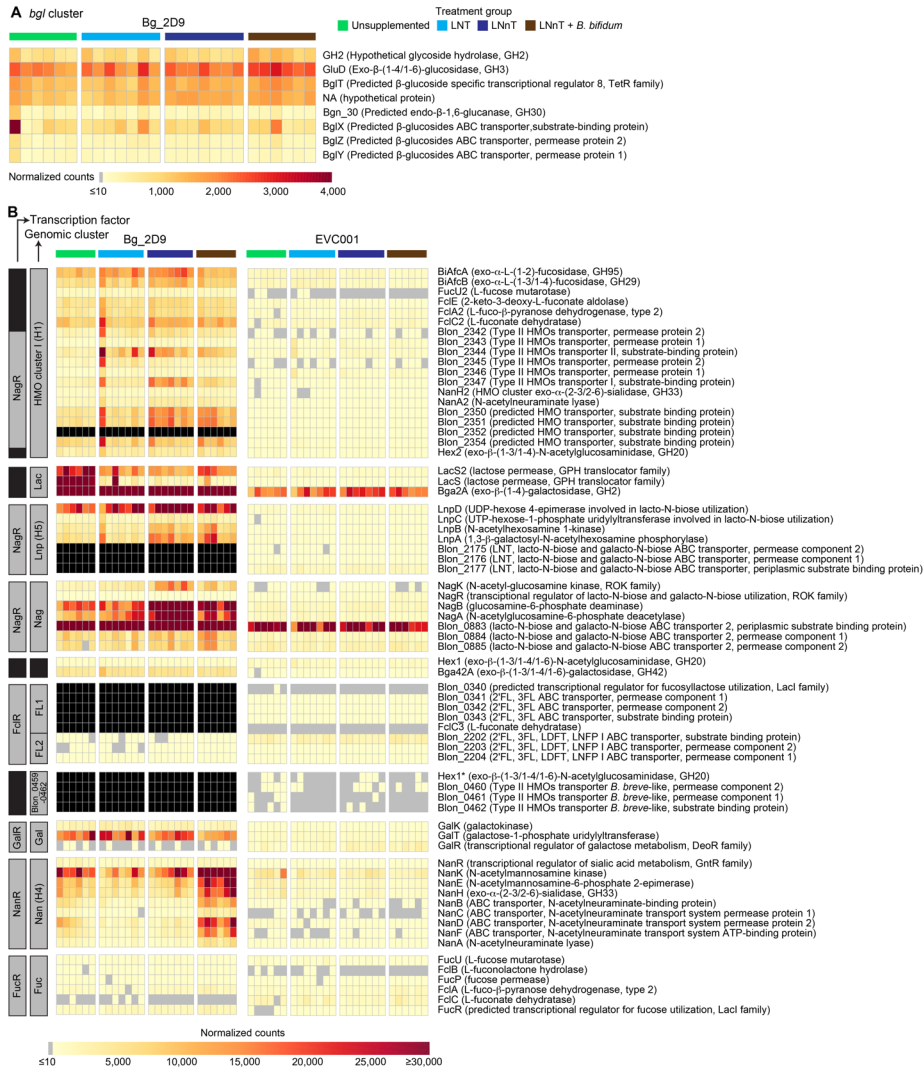 A
bgl cluster
Bg_2D9
Treatment group
Unsupplemented
LNT
LNnT
LNnT + B. bifidum
GH2 (Hypothetical glycoside hydrolase, GH2)
GluD (Exo-β-(1-4/1-6)-glucosidase, GH3)
BglT (Predicted β-glucoside specific transcriptional regulator 8, TetR family)
NA (hypothetical protein)
Bgn_30 (Predicted endo-β-1,6-glucanase, GH30)
BglX (Predicted β-glucosides ABC transporter,substrate-binding protein)
BglZ (Predicted β-glucosides ABC transporter, permease protein 2)
BglY (Predicted β-glucosides ABC transporter, permease protein 1)
Normalized counts
≤10 1,000 2,000 3,000 4,000
B
Transcription factor
Genomic cluster
Bg_2D9
EVC001
NagR
HMO cluster I (H1)
BiAfcA (exo-α-L-(1-2)-fucosidase, GH95)
BiAfcB (exo-α-L-(1-3/1-4)-fucosidase, GH29)
FucU2 (L-fucose mutarotase)
FclE (2-keto-3-deoxy-L-fuconate aldolase)
FclA2 (L-fuco-β-pyranose dehydrogenase, type 2)
FclC2 (L-fuconate dehydratase)
Blon_2342 (Type II HMOs transporter, permease protein 2)
Blon_2343 (Type II HMOs transporter, permease protein 1)
Blon_2344 (Type II HMOs transporter II, substrate-binding protein)
Blon_2345 (Type II HMOs transporter, permease protein 2)
Blon_2346 (Type II HMOs transporter, permease protein 1)
Blon_2347 (Type II HMOs transporter I, substrate-binding protein)
NanH2 (HMO cluster exo-α-(2-3/2-6)-sialidase, GH33)
NanA2 (N-acetylneuraminate lyase)
Blon_2350 (predicted HMO transporter, substrate binding protein)
Blon_2351 (predicted HMO transporter, substrate binding protein)
Blon_2352 (predicted HMO transporter, substrate binding protein)
Blon_2354 (predicted HMO transporter, substrate binding protein)
Hex2 (exo-β-(1-3/1-4)-N-acetylglucosaminidase, GH20)
Lac
LacS2 (lactose permease, GPH translocator family)
LacS (lactose permease, GPH translocator family)
Bga2A (exo-β-(1-4)-galactosidase, GH2)
NagR
Lnp (H5)
LnpD (UDP-hexose 4-epimerase involved in lacto-N-biose utilization)
LnpC (UTP-hexose-1-phosphate uridylyltransferase involved in lacto-N-biose utilization)
LnpB (N-acetylhexosamine 1-kinase)
LnpA (1,3-β-galactosyl-N-acetylhexosamine phosphorylase)
Blon_2175 (LNT, lacto-N-biose and galacto-N-biose ABC transporter, permease component 2)
Blon_2176 (LNT, lacto-N-biose and galacto-N-biose ABC transporter, permease component 1)
Blon_2177 (LNT, lacto-N-biose and galacto-N-biose ABC transporter, periplasmic substrate binding protein)
NagR
Nag
NagK (N-acetyl-glucosamine kinase, ROK family)
NagR (transciptional regulator of lacto-N-biose and galacto-N-biose utilization, ROK family)
NagB (glucosamine-6-phosphate deaminase)
NagA (N-acetylglucosamine-6-phosphate deacetylase)
Blon_0883 (lacto-N-biose and galacto-N-biose ABC transporter 2, periplasmic substrate binding protein)
Blon_0884 (lacto-N-biose and galacto-N-biose ABC transporter 2, permease component 1)
Blon_0885 (lacto-N-biose and galacto-N-biose ABC transporter 2, permease component 2)
Hex1 (exo-β-(1-3/1-4/1-6)-N-acetylglucosaminidase, GH20)
Bga42A (exo-β-(1-3/1-4/1-6)-galactosidase, GH42)
FclR
FL1
FL2
Blon_0340 (predicted transcriptional regulator for fucosyllactose utilization, LacI family)
Blon_0341 (2'FL, 3FL ABC transporter, permease component 1)
Blon_0342 (2'FL, 3FL ABC transporter, permease component 2)
Blon_0343 (2'FL, 3FL ABC transporter, substrate binding protein)
FclC3 (L-fuconate dehydratase)
Blon_2202 (2'FL, 3FL, LDFT, LNFP I ABC transporter, substrate binding protein)
Blon_2203 (2'FL, 3FL, LDFT, LNFP I ABC transporter, permease component 2)
Blon_2204 (2'FL, 3FL, LDFT, LNFP I ABC transporter, permease component 1)
Blon_0459
-0462
Hex1* (exo-β-(1-3/1-4/1-6)-N-acetylglucosaminidase, GH20)
Blon_0460 (Type II HMOs transporter B. breve-like, permease component 2)
Blon_0461 (Type II HMOs transporter B. breve-like, permease component 1)
Blon_0462 (Type II HMOs transporter B. breve-like, substrate binding protein)
GalR
Gal
GalK (galactokinase)
GalT (galactose-1-phosphate uridylyltransferase)
GalR (transcriptional regulator of galactose metabolism, DeoR family)
NanR
Nan (H4)
NanR (transcriptional regulator of sialic acid metabolism, GntR family)
NanK (N-acetylmannosamine kinase)
NanE (N-acetylmannosamine-6-phosphate 2-epimerase)
NanH (exo-α-(2-3/2-6)-sialidase, GH33)
NanB (ABC transporter, N-acetylneuraminate-binding protein)
NanC (ABC transporter, N-acetylneuraminate transport system permease protein 1)
NanD (ABC transporter, N-acetylneuraminate transport system permease protein 2)
NanF (ABC transporter, N-acetylneuraminate transport system ATP-binding protein)
NanA (N-acetylneuraminate lyase)
FucR
Fuc
FucU (L-fucose mutarotase)
FclB (L-fuconolactone hydrolase)
FucP (fucose permease)
FclA (L-fuco-β-pyranose dehydrogenase, type 2)
FclC (L-fuconate dehydratase)
FucR (predicted transcriptional regulator for fucose utilization, LacI family)
Normalized counts
≤10 5,000 10,000 15,000 20,000 25,000 ≥30,000